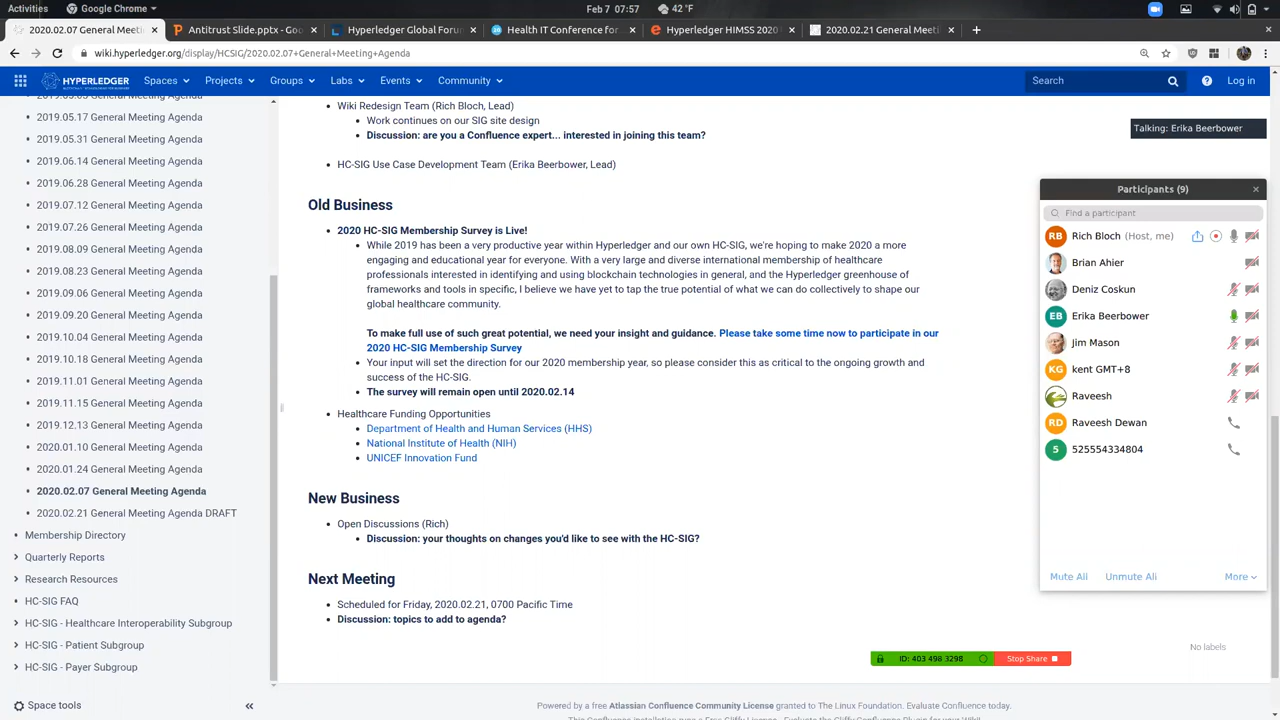 Activities
Google Chrome
Feb 7 07:57
42 °F
2020.02.07 General Meeting
Antitrust Slide.pptx - Goo
Hyperledger Global Forum
Health IT Conference for
Hyperledger HIMSS 2020
2020.02.21 General Meeting
wiki.hyperledger.org/display/HCSIG/2020.02.07+General+Meeting+Agenda
HYPERLEDGER
Spaces
Projects
Groups
Labs
Events
Community
Search
Log in
2019.05.03 General Meeting Agenda
2019.05.17 General Meeting Agenda
2019.05.31 General Meeting Agenda
2019.06.14 General Meeting Agenda
2019.06.28 General Meeting Agenda
2019.07.12 General Meeting Agenda
2019.07.26 General Meeting Agenda
2019.08.09 General Meeting Agenda
2019.08.23 General Meeting Agenda
2019.09.06 General Meeting Agenda
2019.09.20 General Meeting Agenda
2019.10.04 General Meeting Agenda
2019.10.18 General Meeting Agenda
2019.11.01 General Meeting Agenda
2019.11.15 General Meeting Agenda
2019.12.13 General Meeting Agenda
2020.01.10 General Meeting Agenda
2020.01.24 General Meeting Agenda
2020.02.07 General Meeting Agenda
2020.02.21 General Meeting Agenda DRAFT
Membership Directory
Quarterly Reports
Research Resources
HC-SIG FAQ
HC-SIG - Healthcare Interoperability Subgroup
HC-SIG - Patient Subgroup
HC-SIG - Payer Subgroup
Space tools
Wiki Redesign Team (Rich Bloch, Lead)
Work continues on our SIG site design
Discussion: are you a Confluence expert... interested in joining this team?
HC-SIG Use Case Development Team (Erika Beerbower, Lead)
Old Business
2020 HC-SIG Membership Survey is Live!
While 2019 has been a very productive year within Hyperledger and our own HC-SIG, we're hoping to make 2020 a more
engaging and educational year for everyone. With a very large and diverse international membership of healthcare
professionals interested in identifying and using blockchain technologies in general, and the Hyperledger greenhouse of
frameworks and tools in specific, I believe we have yet to tap the true potential of what we can do collectively to shape our
global healthcare community.
To make full use of such great potential, we need your insight and guidance. Please take some time now to participate in our
2020 HC-SIG Membership Survey
Your input will set the direction for our 2020 membership year, so please consider this as critical to the ongoing growth and
success of the HC-SIG.
The survey will remain open until 2020.02.14
Healthcare Funding Opportunities
Department of Health and Human Services (HHS)
National Institute of Health (NIH)
UNICEF Innovation Fund
New Business
Open Discussions (Rich)
Discussion: your thoughts on changes you'd like to see with the HC-SIG?
Next Meeting
Scheduled for Friday, 2020.02.21, 0700 Pacific Time
Discussion: topics to add to agenda?
No labels
Talking: Erika Beerbower
Participants (9)
Find a participant
RB Rich Bloch (Host, me)
Brian Ahier
Deniz Coskun
EB Erika Beerbower
Jim Mason
KG kent GMT+8
Raveesh
RD Raveesh Dewan
5 525554334804
Mute All
Unmute All
More
ID: 403 498 3298
Stop Share
Powered by a free Atlassian Confluence Community License granted to The Linux Foundation. Evaluate Confluence today.